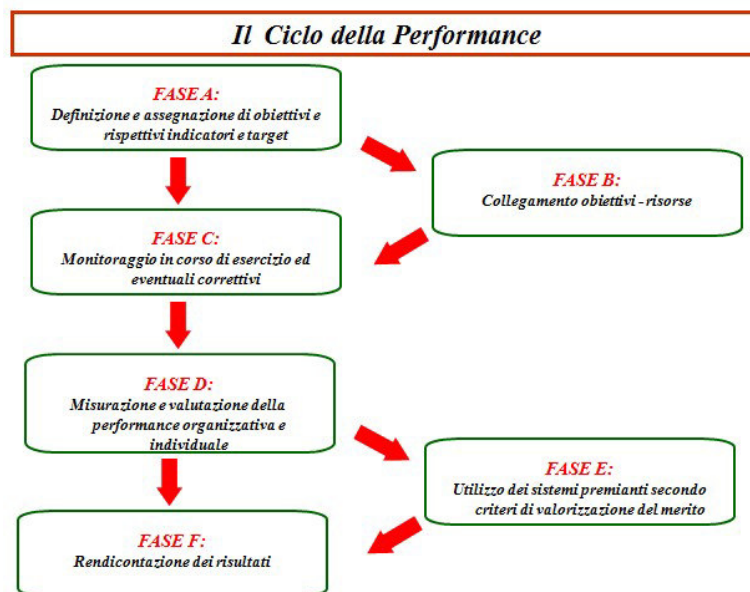 Il Ciclo della Performance
FASE A:
Definizione e assegnazione di obiettivi e
rispettivi indicatori e target
FASE B:
Collegamento obiettivi - risorse
FASE C:
Monitoraggio in corso di esercizio ed
eventuali correttivi
FASE D:
Misurazione e valutazione della
performance organizzativa e
individuale
FASE E:
Utilizzo dei sistemi premianti secondo
criteri di valorizzazione del merito
FASE F:
Rendicontazione dei risultati